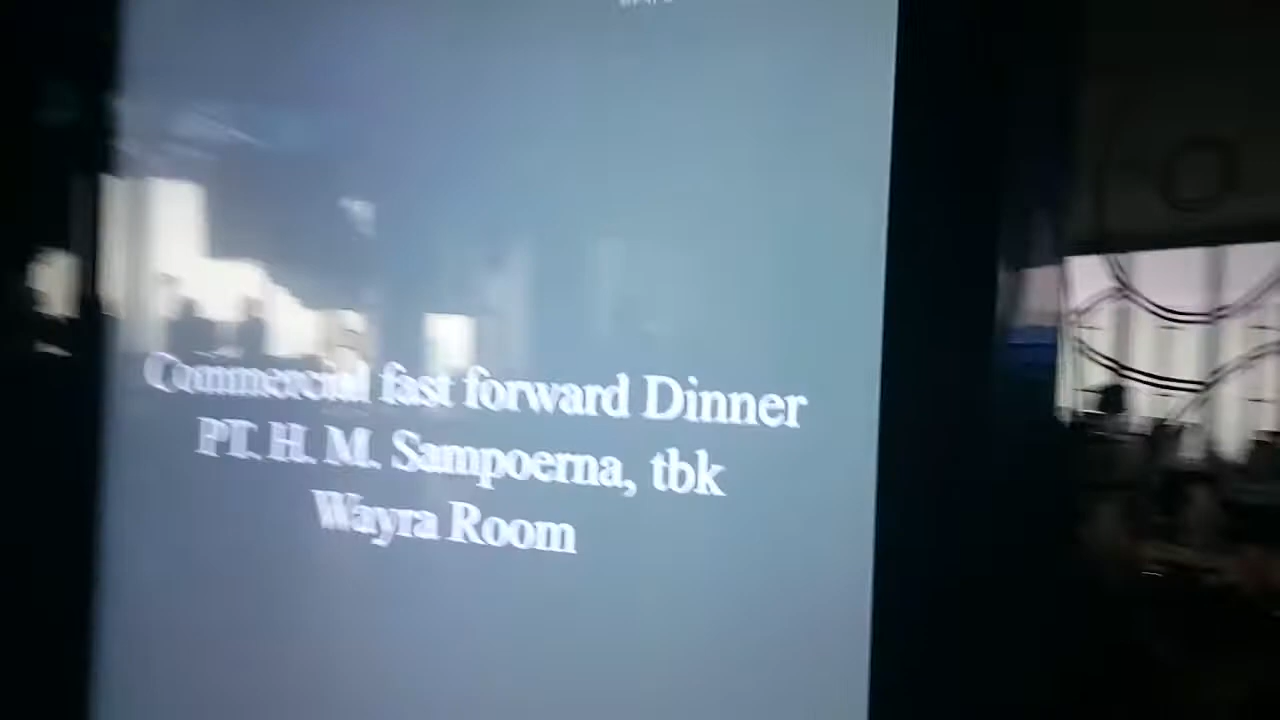 Commercial fast forward Dinner
PT. H. M. Sampoerna, tbk
Wayra Room